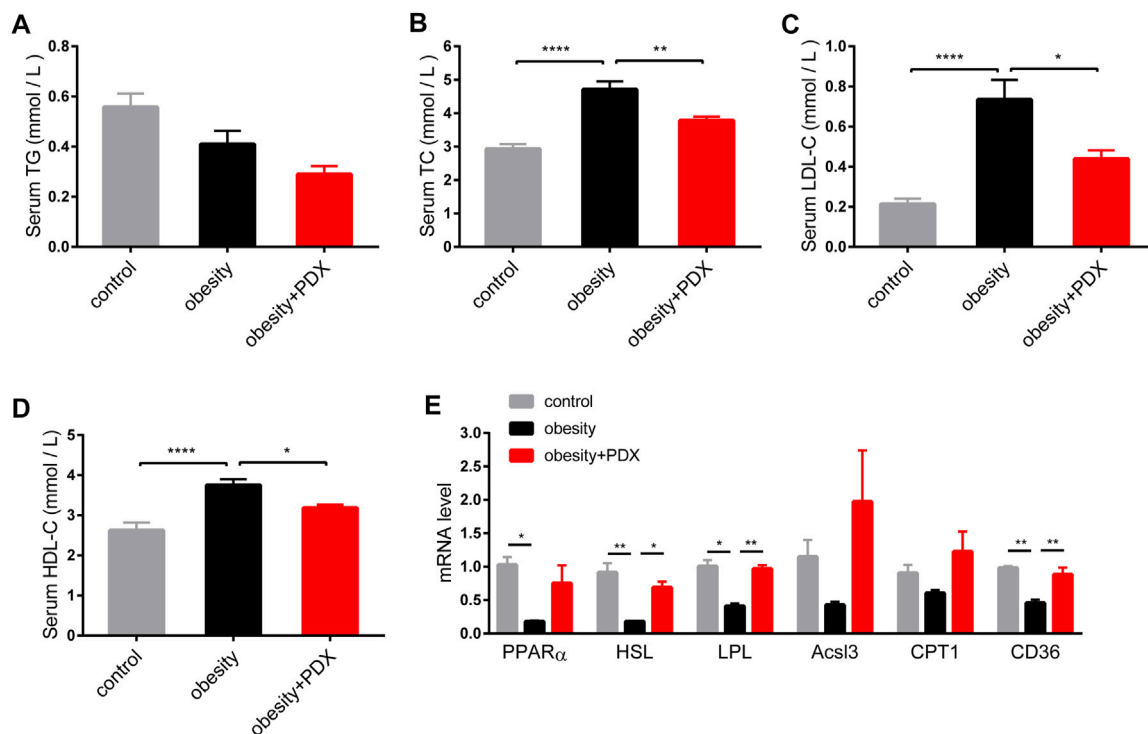 A
Serum TG (mmol / L)
0.8
0.6
0.4
0.2
0.0
control
obesity
obesity+PDX
B
Serum TC (mmol / L)
6
5
4
3
2
1
0
**** **
control
obesity
obesity+PDX
C
Serum LDL-C (mmol / L)
1.0
0.8
0.6
0.4
0.2
0.0
**** *
control
obesity
obesity+PDX
D
Serum HDL-C (mmol / L)
5
4
3
2
1
0
**** *
control
obesity
obesity+PDX
E
control
obesity
obesity+PDX
mRNA level
3.0
2.5
2.0
1.5
1.0
0.5
0.0
* ** * * ** ** **
PPARα HSL LPL Acsl3 CPT1 CD36